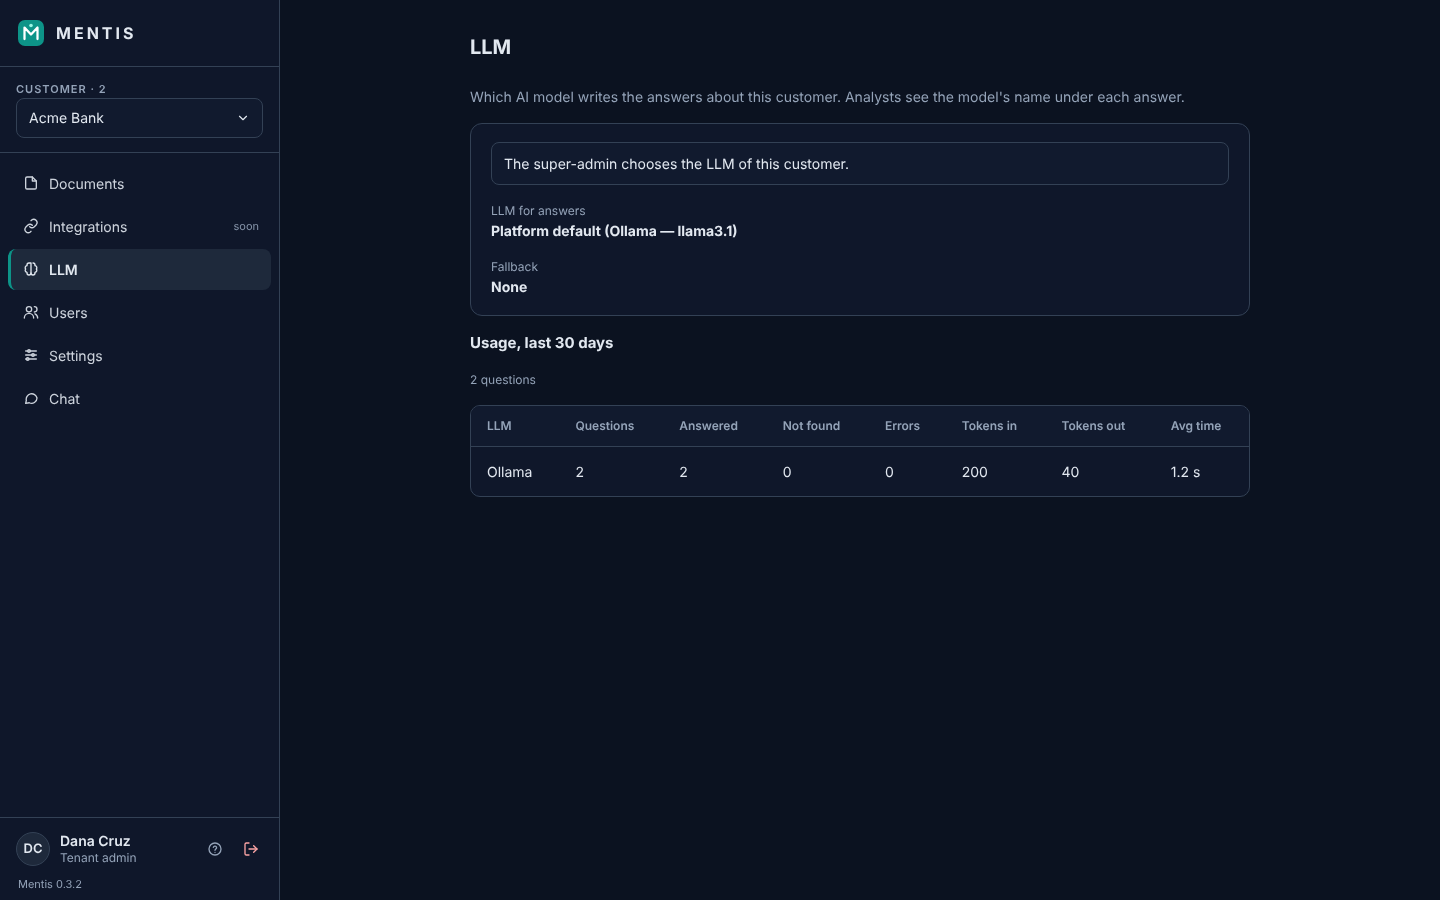 MENTIS
CUSTOMER · 2
Acme Bank
Documents
Integrations soon
LLM
Users
Settings
Chat
DC
Dana Cruz
Tenant admin
Mentis 0.3.2
LLM
Which AI model writes the answers about this customer. Analysts see the model's name under each answer.
The super-admin chooses the LLM of this customer.
LLM for answers
Platform default (Ollama — llama3.1)
Fallback
None
Usage, last 30 days
2 questions
LLM Questions Answered Not found Errors Tokens in Tokens out Avg time
Ollama 2 2 0 0 200 40 1.2 s